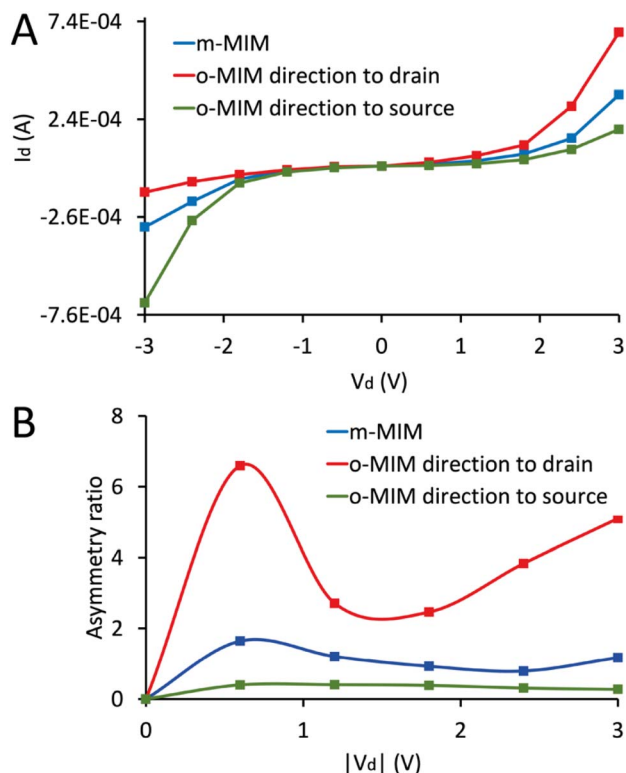 A
7.4E-04
m-MIM
o-MIM direction to drain
2.4E-04
o-MIM direction to source
Id (A)
-2.6E-04
-7.6E-04
-3 -2 -1 0 1 2 3
Vd (V)
B
8
m-MIM
6
o-MIM direction to drain
o-MIM direction to source
Asymmetry ratio
4
2
0
0 1 2 3
|Vd| (V)